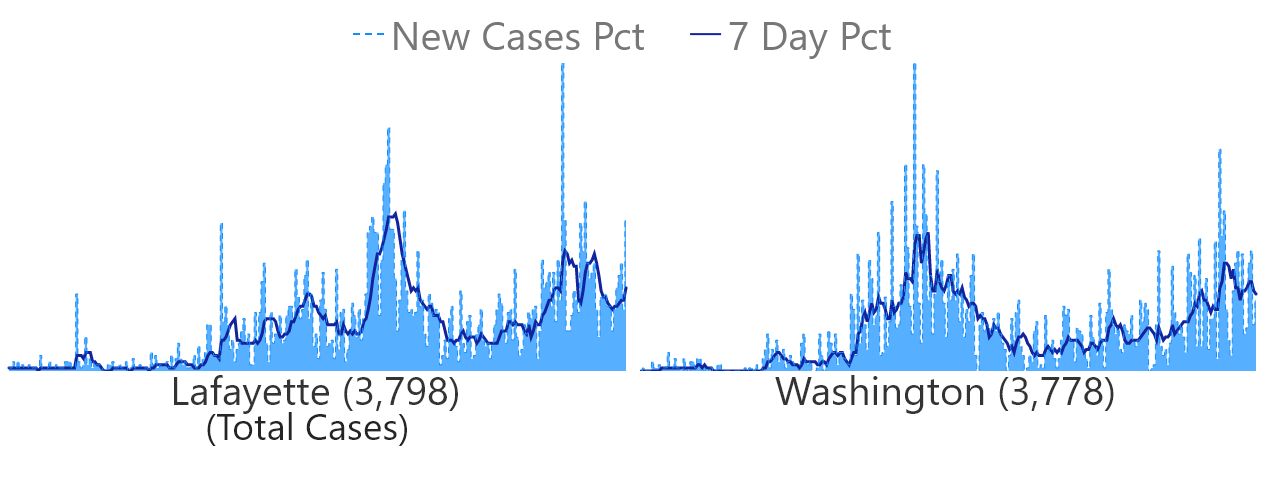 New Cases Pct 7 Day Pct
Lafayette (3,798)
(Total Cases)
Washington (3,778)